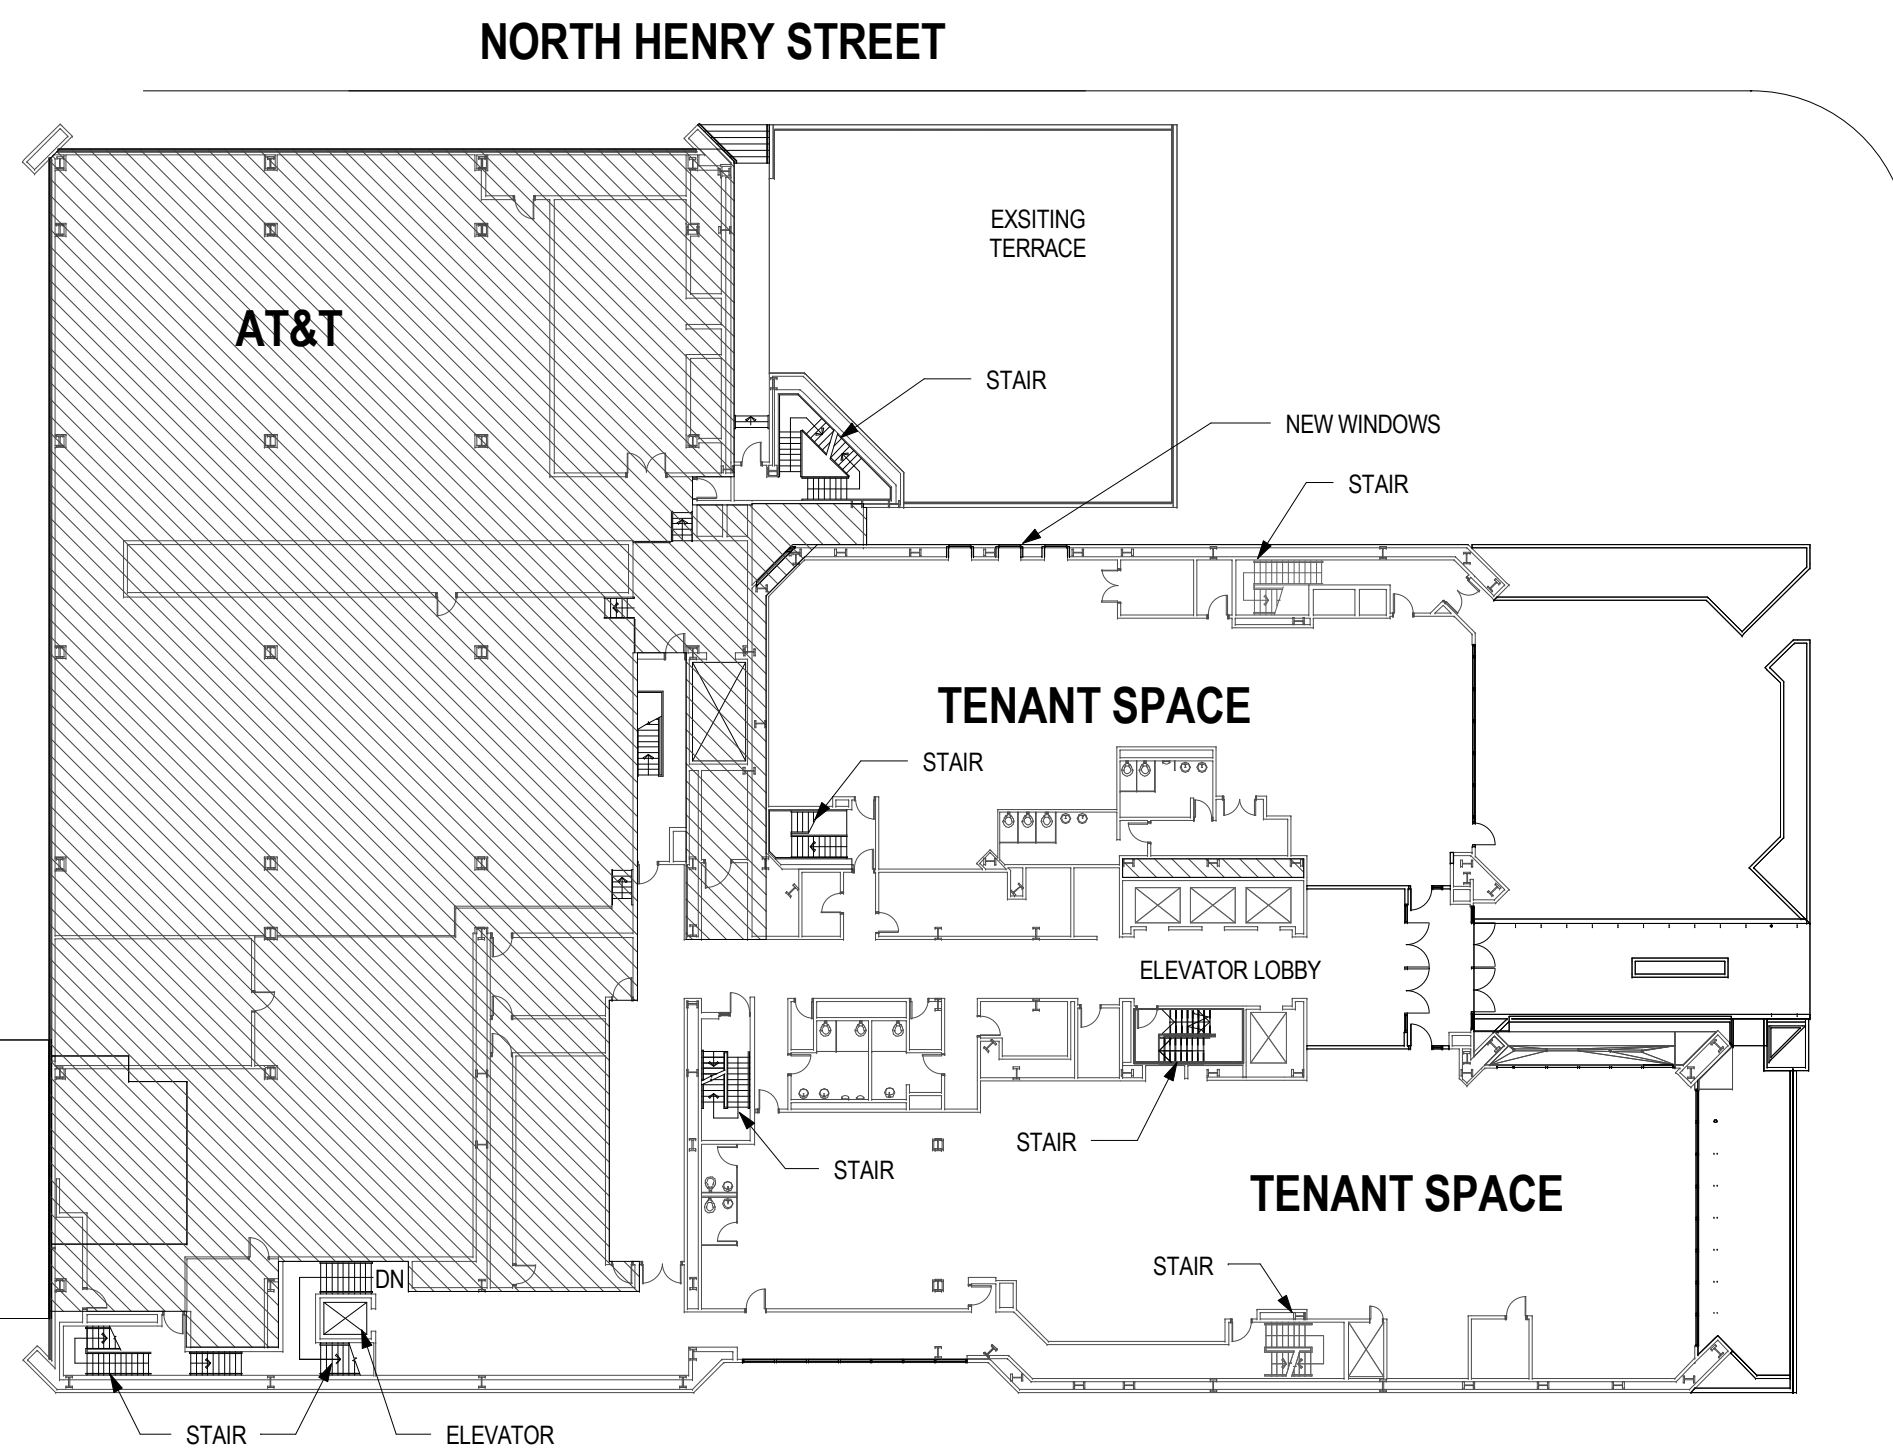 NORTH HENRY STREET
EXSITING
TERRACE
AT&T
STAIR
NEW WINDOWS
STAIR
TENANT SPACE
STAIR
ELEVATOR LOBBY
STAIR
STAIR
TENANT SPACE
STAIR
DN
STAIR
ELEVATOR